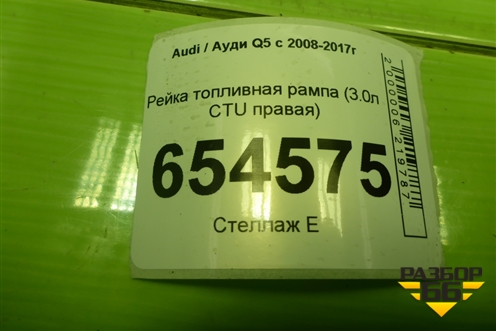 Audi / Ауди Q5 с 2008-2017г
Рейка топливная рампа (3.0л
CTU правая)
654575
Стеллаж Е
2000006219787
РАЗБОР
66